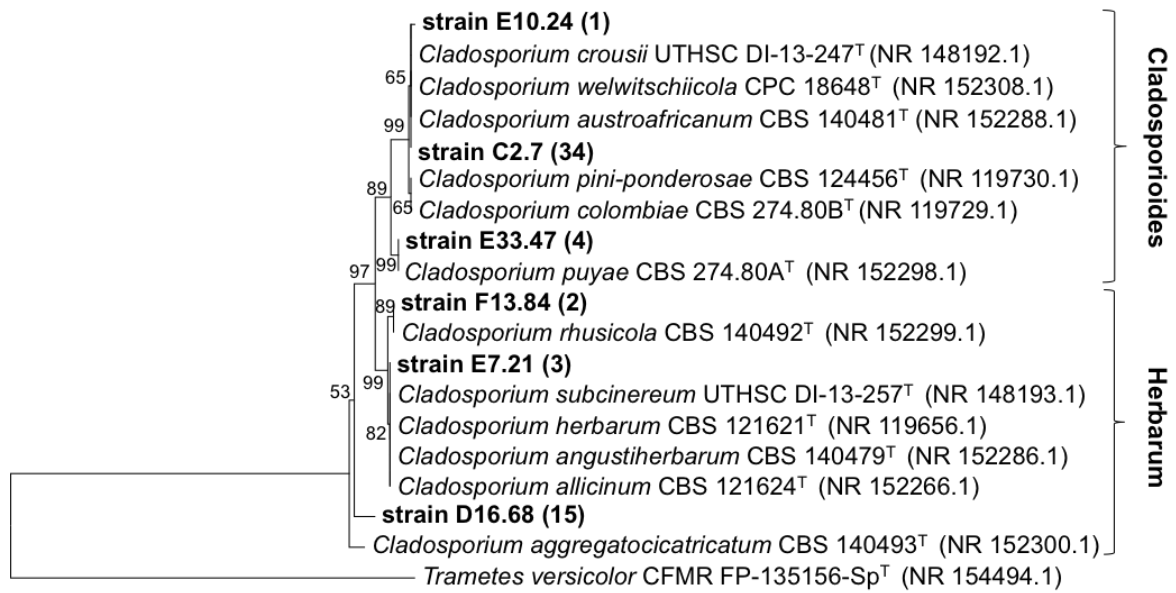 strain E10.24 (1)
Cladosporium crousii UTHSC DI-13-247ᵀ (NR 148192.1)
65
Cladosporium welwitschiicola CPC 18648ᵀ (NR 152308.1)
Cladosporium austroafricanum CBS 140481ᵀ (NR 152288.1)
99
strain C2.7 (34)
Cladosporium pini-ponderosae CBS 124456ᵀ (NR 119730.1)
89
65
Cladosporium colombiae CBS 274.80Bᵀ (NR 119729.1)
strain E33.47 (4)
97
99
Cladosporium puyae CBS 274.80Aᵀ (NR 152298.1)
Cladosporioides
89
strain F13.84 (2)
Cladosporium rhusicola CBS 140492ᵀ (NR 152299.1)
strain E7.21 (3)
53
99
Cladosporium subcinereum UTHSC DI-13-257ᵀ (NR 148193.1)
Cladosporium herbarum CBS 121621ᵀ (NR 119656.1)
82
Cladosporium angustiherbarum CBS 140479ᵀ (NR 152286.1)
Cladosporium allicinum CBS 121624ᵀ (NR 152266.1)
strain D16.68 (15)
Cladosporium aggregatocicatricatum CBS 140493ᵀ (NR 152300.1)
Herbarum
Trametes versicolor CFMR FP-135156-Spᵀ (NR 154494.1)